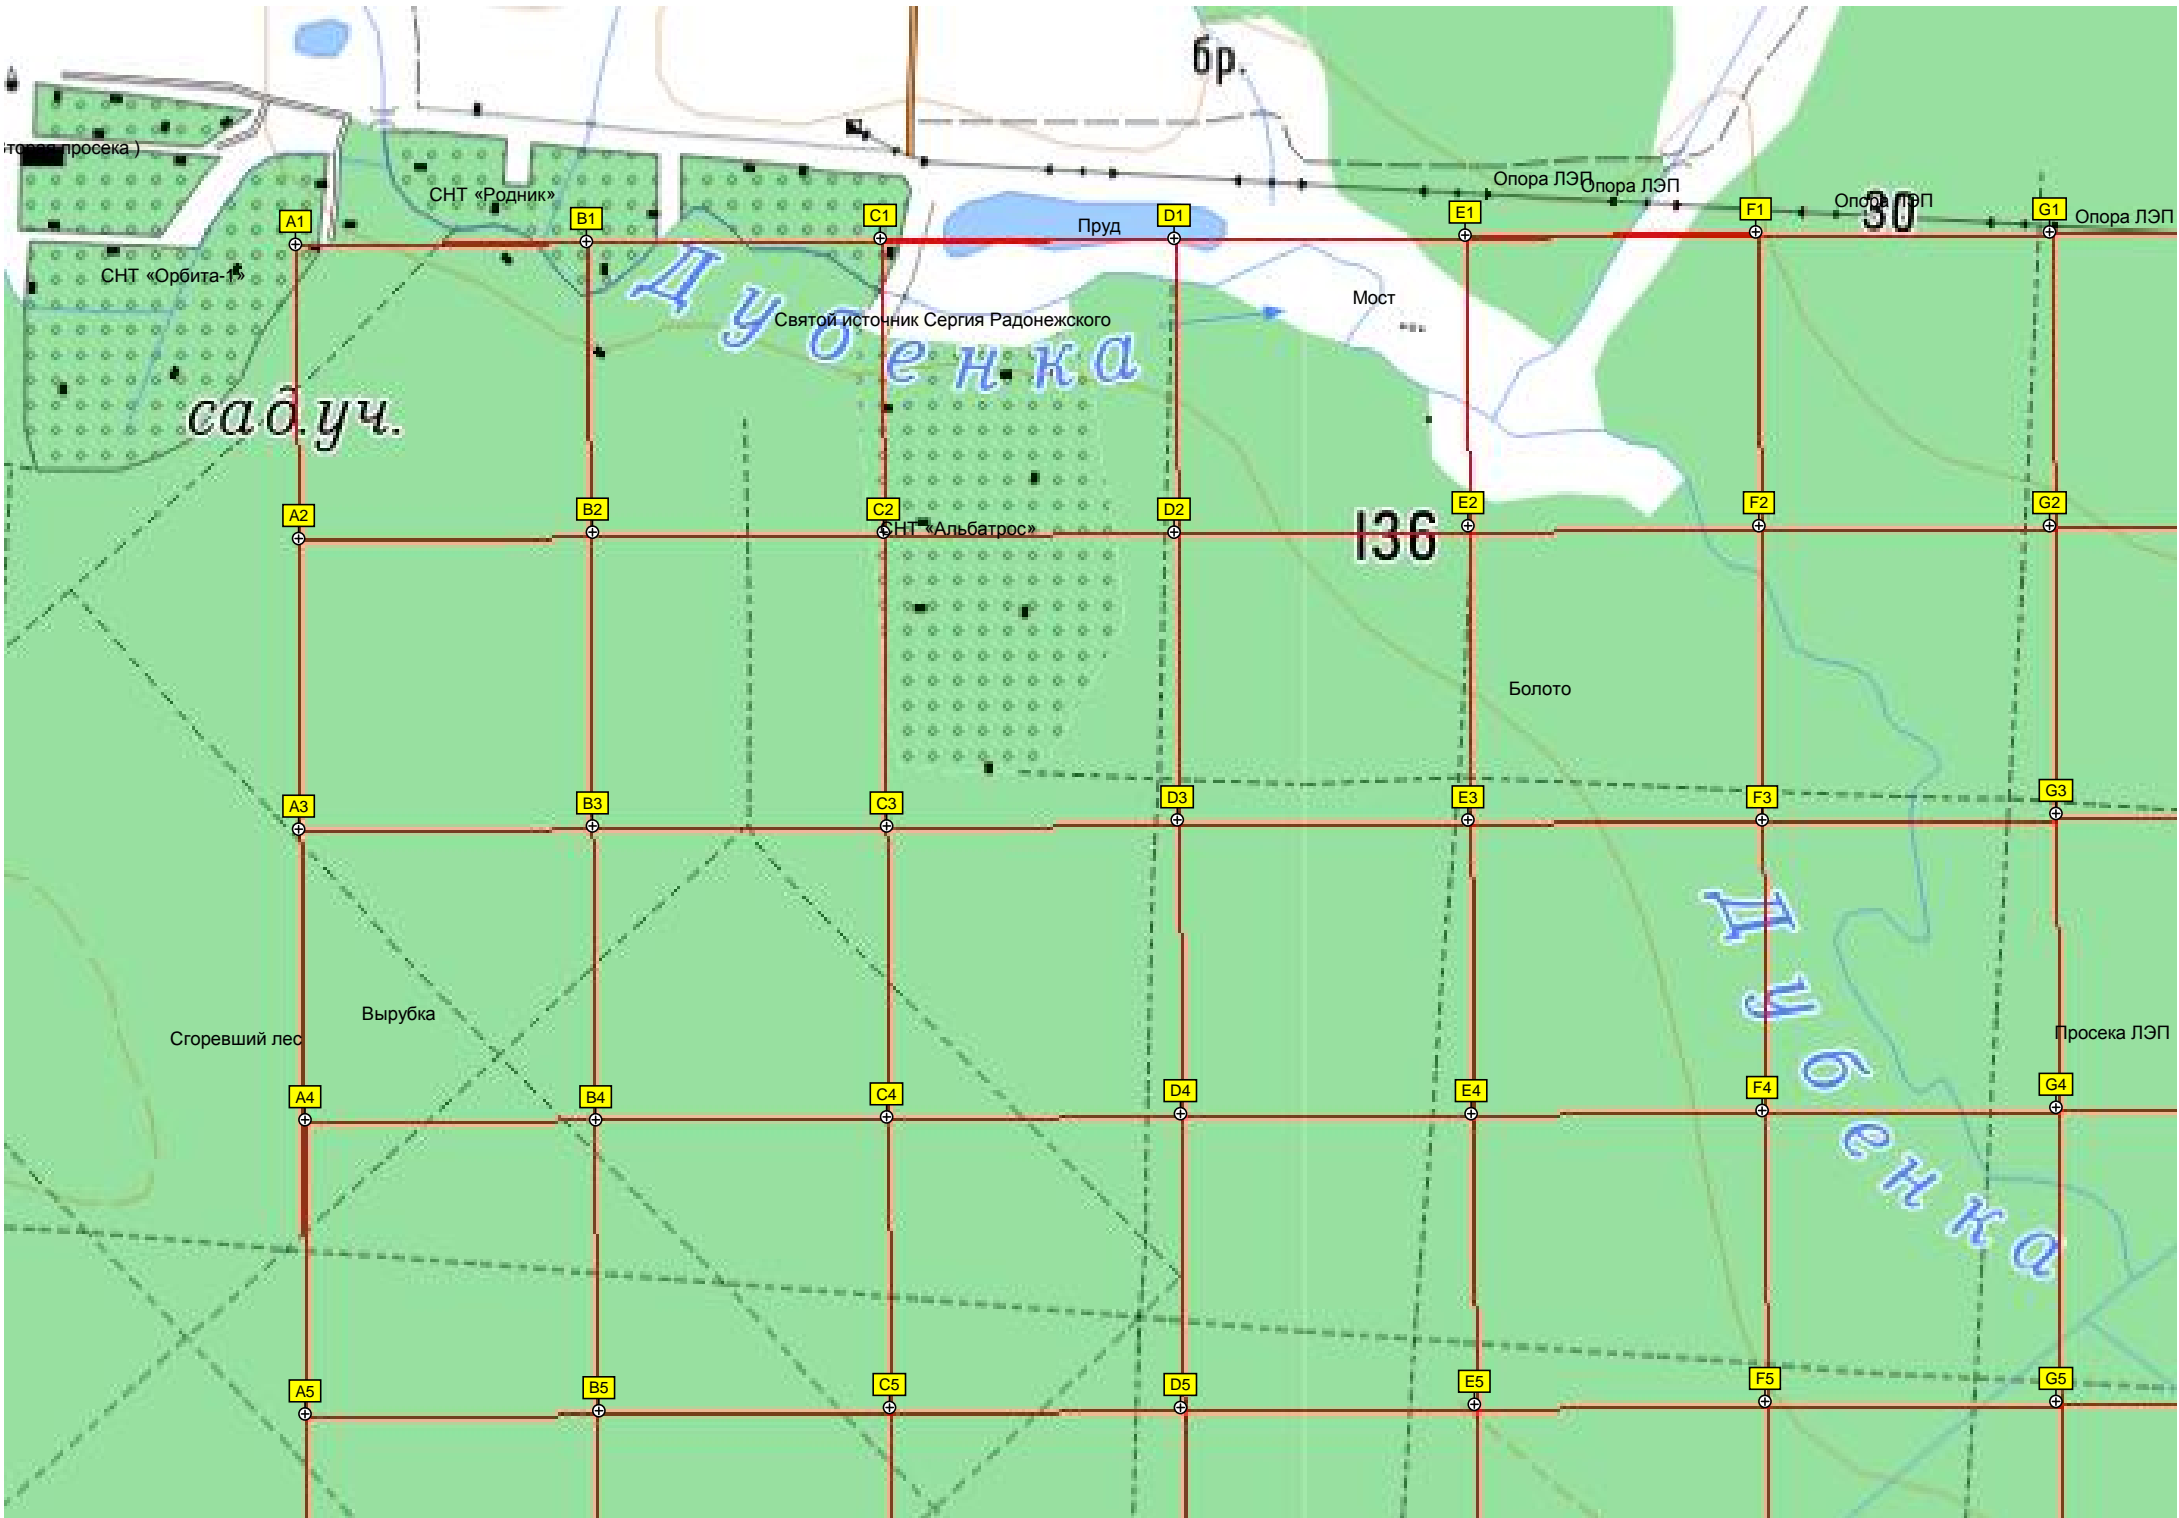 бр.
Вторая просека )
СНТ «Родник»
Опора ЛЭП
Опора ЛЭП
Опора ЛЭП
30
Опора ЛЭП
A1
B1
C1
D1
E1
F1
G1
Пруд
СНТ «Орбита-1»
Дубенка
Святой источник Сергия Радонежского
Мост
сад.уч.
A2
B2
C2
D2
E2
F2
G2
СНТ «Альбатрос»
136
Болото
A3
B3
C3
D3
E3
F3
G3
Дубенка
Вырубка
Сгоревший лес
Просека ЛЭП
A4
B4
C4
D4
E4
F4
G4
A5
B5
C5
D5
E5
F5
G5